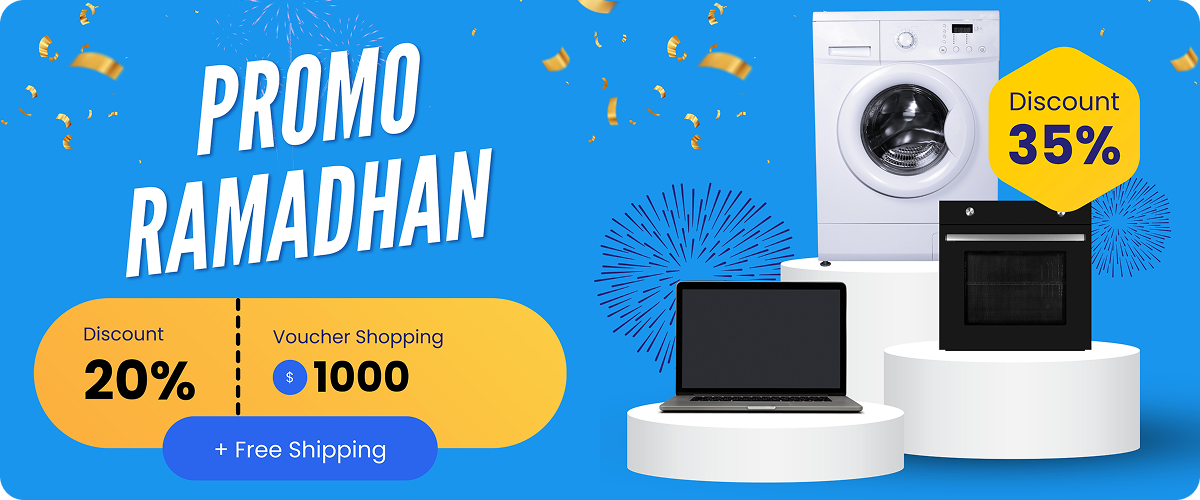 PROMO
RAMADHAN
Discount
20%
Voucher Shopping
$ 1000
+ Free Shipping
Discount
35%